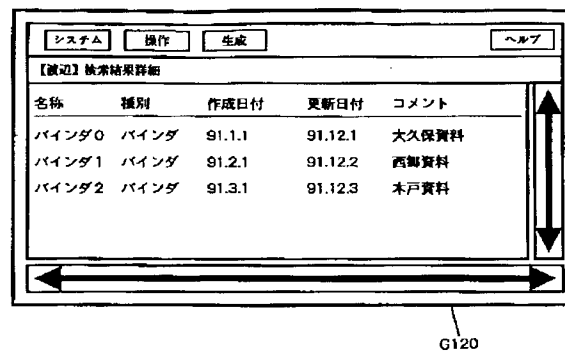 システム 操作 生成 ヘルプ
【渡辺】検索結果詳細
名称 種別 作成日付 更新日付 コメント
バインダ0 バインダ 91.1.1 91.12.1 大久保資料
バインダ1 バインダ 91.2.1 91.12.2 西郷資料
バインダ2 バインダ 91.3.1 91.12.3 木戸資料
G120